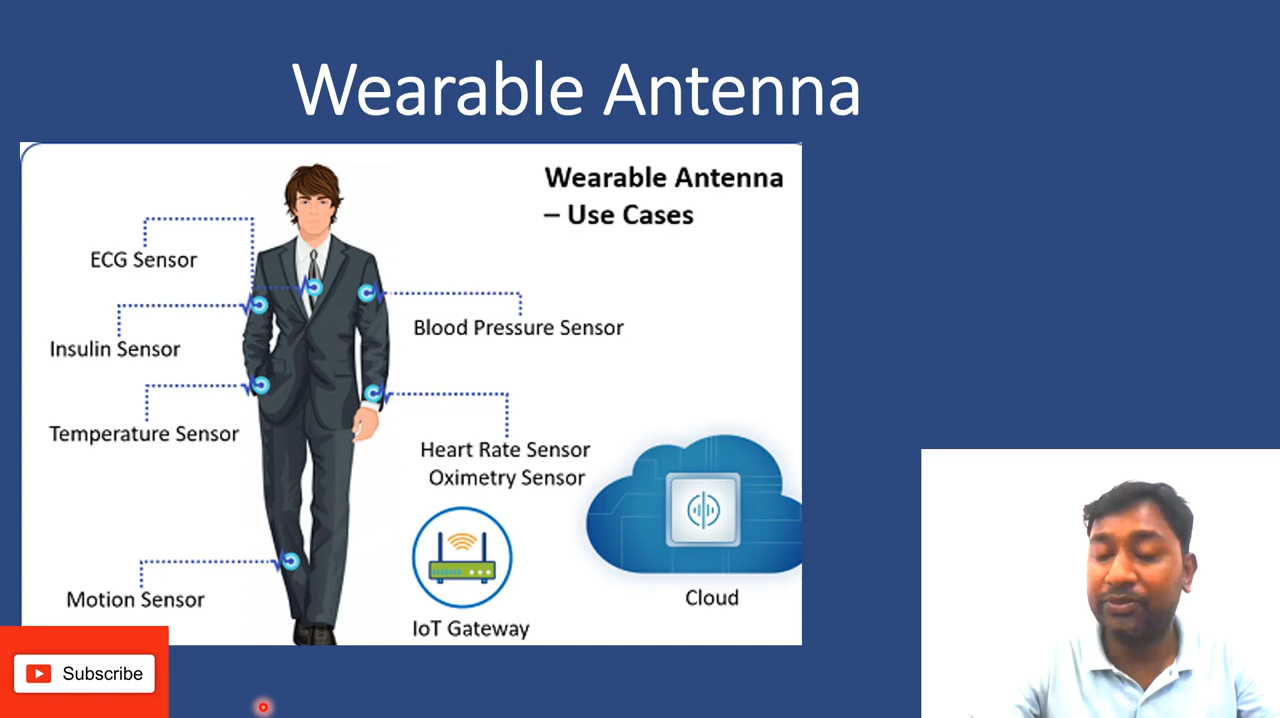 Wearable Antenna
Wearable Antenna
– Use Cases
ECG Sensor
Blood Pressure Sensor
Insulin Sensor
Temperature Sensor
Heart Rate Sensor
Oximetry Sensor
Motion Sensor
Cloud
IoT Gateway
Subscribe